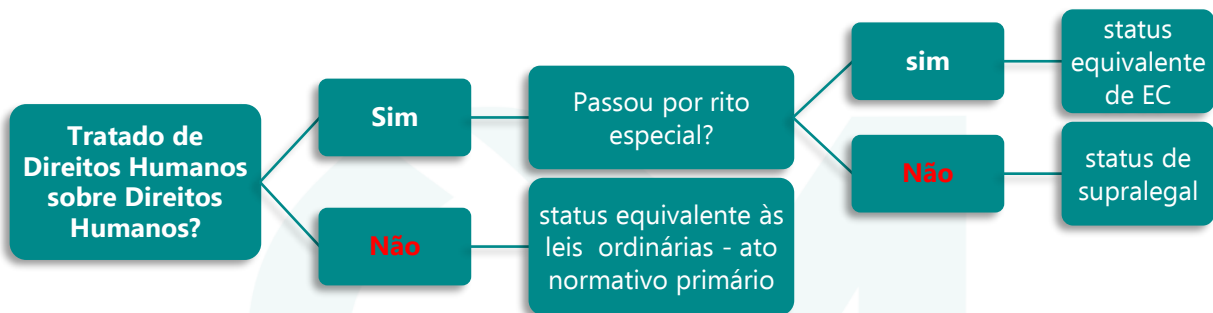 Tratado de
Direitos Humanos
sobre Direitos
Humanos?
Sim
Passou por rito
especial?
sim
status
equivalente
de EC
Não
status de
supralegal
Não
status equivalente às
leis ordinárias - ato
normativo primário